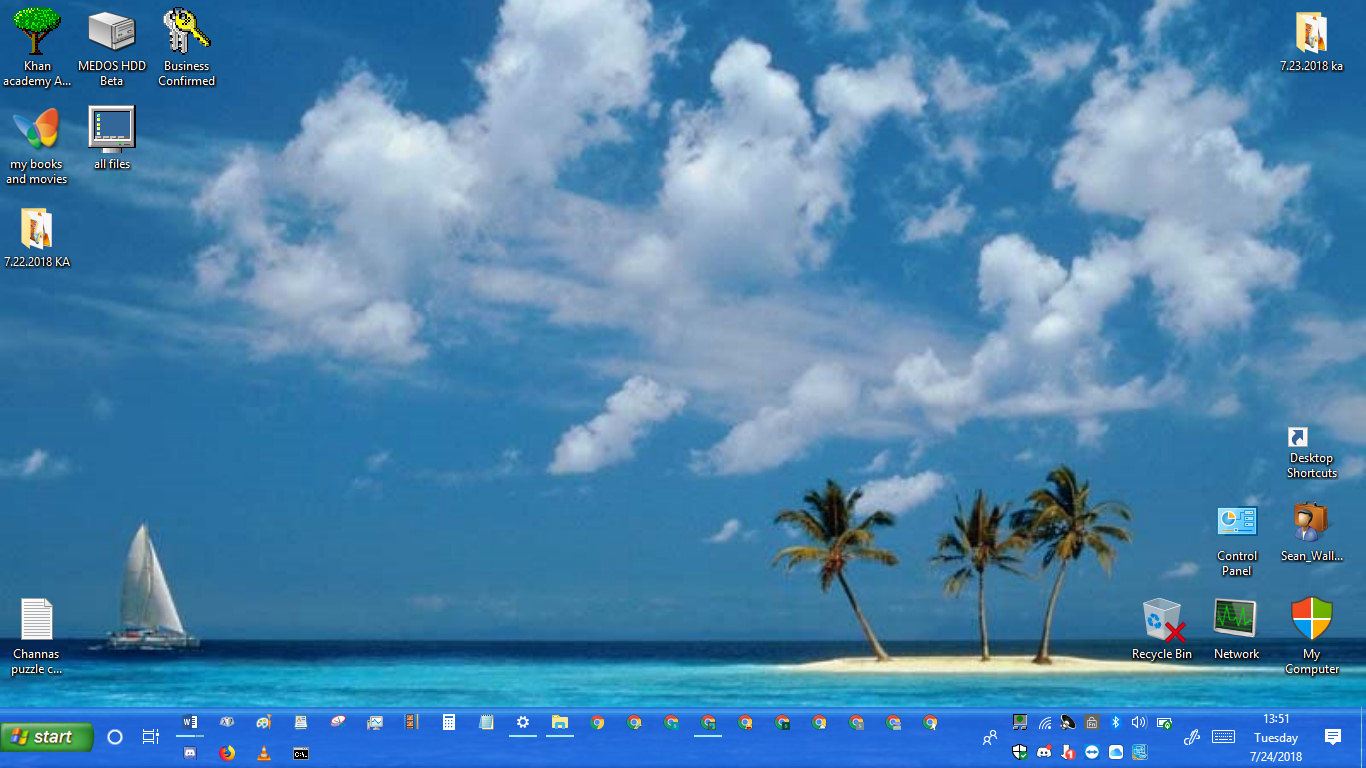 Khan
academy A...
MEDOS HDD
Beta
Business
Confirmed
7.23.2018 ka
my books
and movies
all files
7.22.2018 KA
Desktop
Shortcuts
Control
Panel
Sean_Wall...
Channas
puzzle c...
Recycle Bin
Network
My
Computer
start
13:51
Tuesday
7/24/2018
C:\_
1